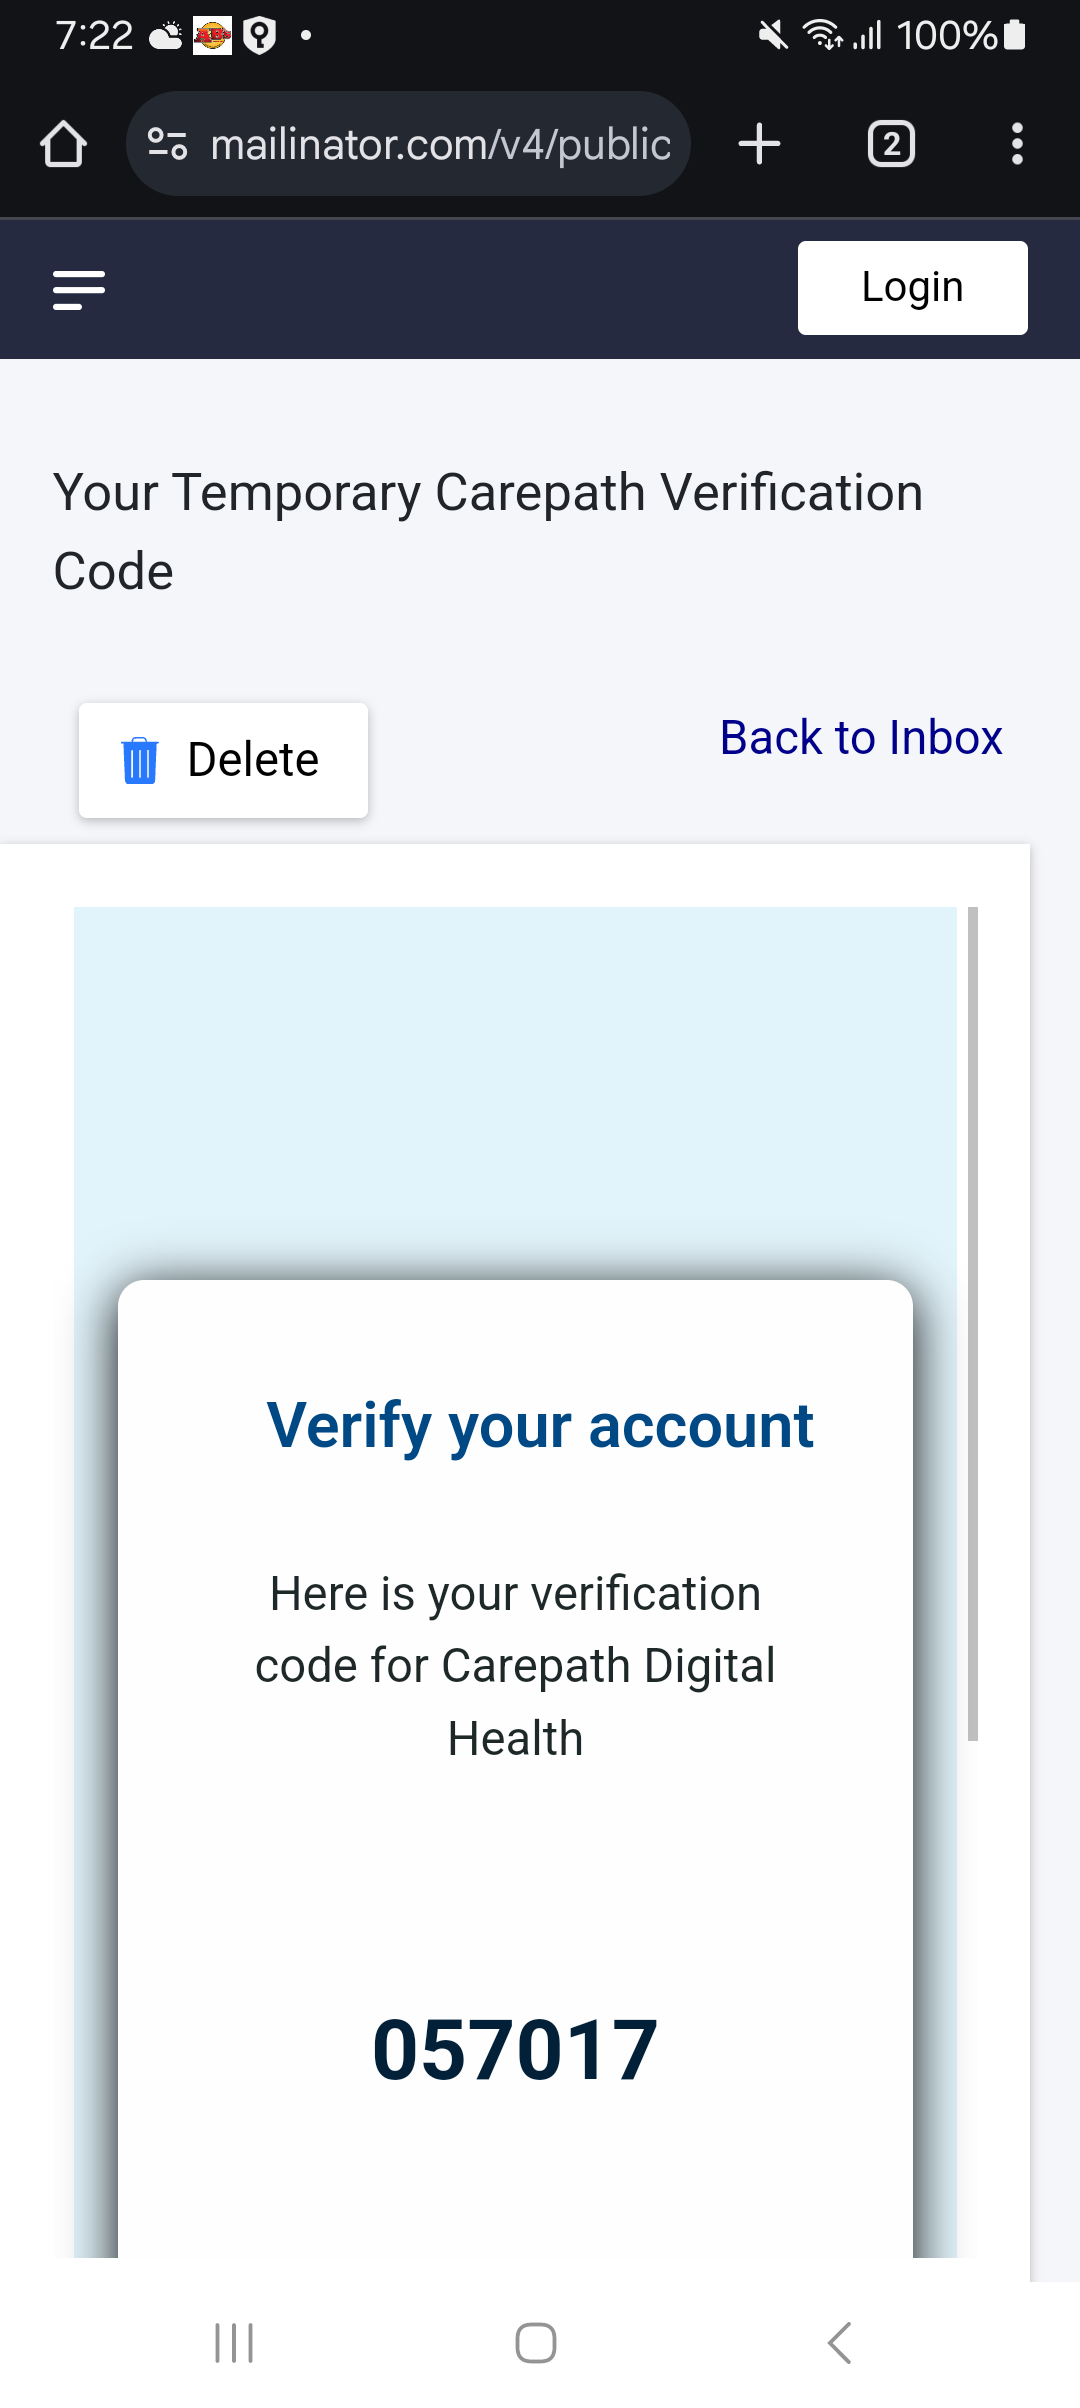 7:22
100%
mailinator.com/v4/public
2
Login
Your Temporary Carepath Verification
Code
Delete
Back to Inbox
Verify your account
Here is your verification
code for Carepath Digital
Health
057017